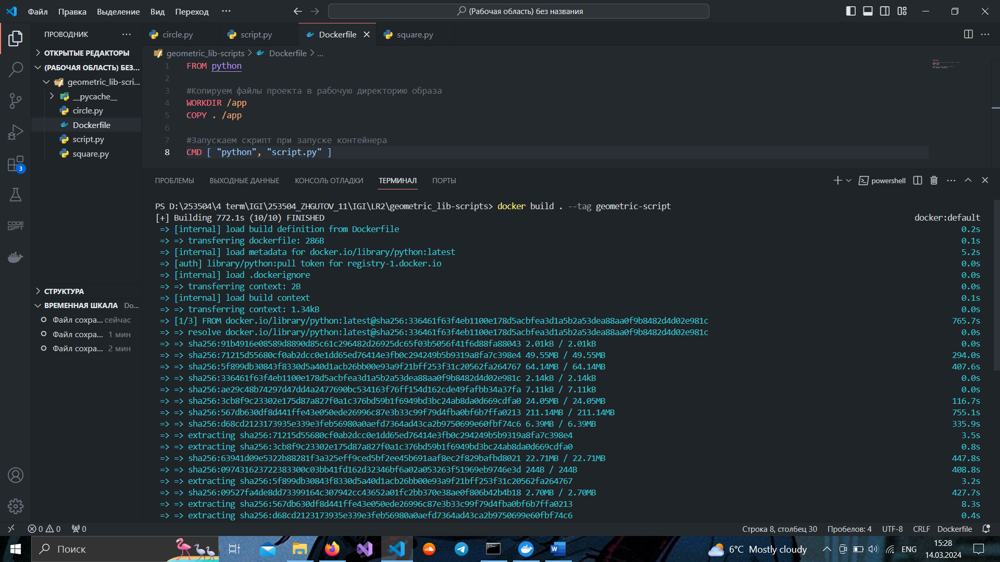 Файл Правка Выделение Вид Переход ···
(Рабочая область) без названия
ПРОВОДНИК ···
circle.py script.py Dockerfile square.py
ОТКРЫТЫЕ РЕДАКТОРЫ
(РАБОЧАЯ ОБЛАСТЬ) БЕЗ...
geometric_lib-scri...
__pycache__
circle.py
Dockerfile
script.py
square.py
СТРУКТУРА
ВРЕМЕННАЯ ШКАЛА Do...
Файл сохра... сейчас
Файл сохра... 1 мин
Файл сохра... 2 мин
3
CODE
GPT
geometric_lib-scripts > Dockerfile > ...
1 FROM python
2
3 #Копируем файлы проекта в рабочую директорию образа
4 WORKDIR /app
5 COPY . /app
6
7 #Запускаем скрипт при запуске контейнера
8 CMD [ "python", "script.py" ]
ПРОБЛЕМЫ ВЫХОДНЫЕ ДАННЫЕ КОНСОЛЬ ОТЛАДКИ ТЕРМИНАЛ ПОРТЫ
powershell
PS D:\253504\4 term\IGI\253504_ZHGUTOV_11\IGI\LR2\geometric_lib-scripts> docker build . --tag geometric-script
[+] Building 772.1s (10/10) FINISHED docker:default
=> [internal] load build definition from Dockerfile 0.2s
=> => transferring dockerfile: 286B 0.1s
=> [internal] load metadata for docker.io/library/python:latest 5.2s
=> [auth] library/python:pull token for registry-1.docker.io 0.0s
=> [internal] load .dockerignore 0.0s
=> => transferring context: 2B 0.0s
=> [internal] load build context 0.1s
=> => transferring context: 1.34kB 0.0s
=> [1/3] FROM docker.io/library/python:latest@sha256:336461f63f4eb1100e178d5acbfea3d1a5b2a53dea88aa0f9b8482d4d02e981c 765.7s
=> => resolve docker.io/library/python:latest@sha256:336461f63f4eb1100e178d5acbfea3d1a5b2a53dea88aa0f9b8482d4d02e981c 0.0s
=> => sha256:91b4916e08589d8890d85c61c296482d26925dc65f03b5056f41f6d88fa88043 2.01kB / 2.01kB 0.0s
=> => sha256:71215d55680cf0ab2dcc0e1dd65ed76414e3fb0c294249b5b9319a8fa7c398e4 49.55MB / 49.55MB 294.0s
=> => sha256:5f899db30843f8330d5a40d1acb26bb00e93a9f21bff253f31c20562fa264767 64.14MB / 64.14MB 407.6s
=> => sha256:336461f63f4eb1100e178d5acbfea3d1a5b2a53dea88aa0f9b8482d4d02e981c 2.14kB / 2.14kB 0.0s
=> => sha256:ae29c48b74297d47dd4a2477690bc534163f76ff154d162cde49fafbb34a37fa 7.11kB / 7.11kB 0.0s
=> => sha256:3cb8f9c23302e175d87a827f0a1c376bd59b1f6949bd3bc24ab8da0d669cdfa0 24.05MB / 24.05MB 116.7s
=> => sha256:567db630df8d441ffe43e050ede26996c87e3b33c99f79d4fba0bf6b7ffa0213 211.14MB / 211.14MB 755.1s
=> => sha256:d68cd2123173935e339e3feb56980a0aefd7364ad43ca2b9750699e60fbf74c6 6.39MB / 6.39MB 335.9s
=> => extracting sha256:71215d55680cf0ab2dcc0e1dd65ed76414e3fb0c294249b5b9319a8fa7c398e4 3.5s
=> => extracting sha256:3cb8f9c23302e175d87a827f0a1c376bd59b1f6949bd3bc24ab8da0d669cdfa0 0.8s
=> => sha256:63941d09e5322b88281f3a325eff9ced5bf2ee45b691aaf8ec2f829bafbd8021 22.71MB / 22.71MB 447.8s
=> => sha256:097431623722383300c03bb41fd162d32346bf6a02a053263f51969eb9746e3d 244B / 244B 408.8s
=> => extracting sha256:5f899db30843f8330d5a40d1acb26bb00e93a9f21bff253f31c20562fa264767 3.2s
=> => sha256:09527fa4de8dd73399164c307942cc43652a01fc2bb370e38ae0f806b42b4b18 2.70MB / 2.70MB 427.7s
=> => extracting sha256:567db630df8d441ffe43e050ede26996c87e3b33c99f79d4fba0bf6b7ffa0213 8.3s
=> => extracting sha256:d68cd2123173935e339e3feb56980a0aefd7364ad43ca2b9750699e60fbf74c6 0.4s
0 0 0 Строка 8, столбец 30 Пробелов: 4 UTF-8 CRLF Dockerfile
Поиск 6°C Mostly cloudy ENG 15:28
14.03.2024